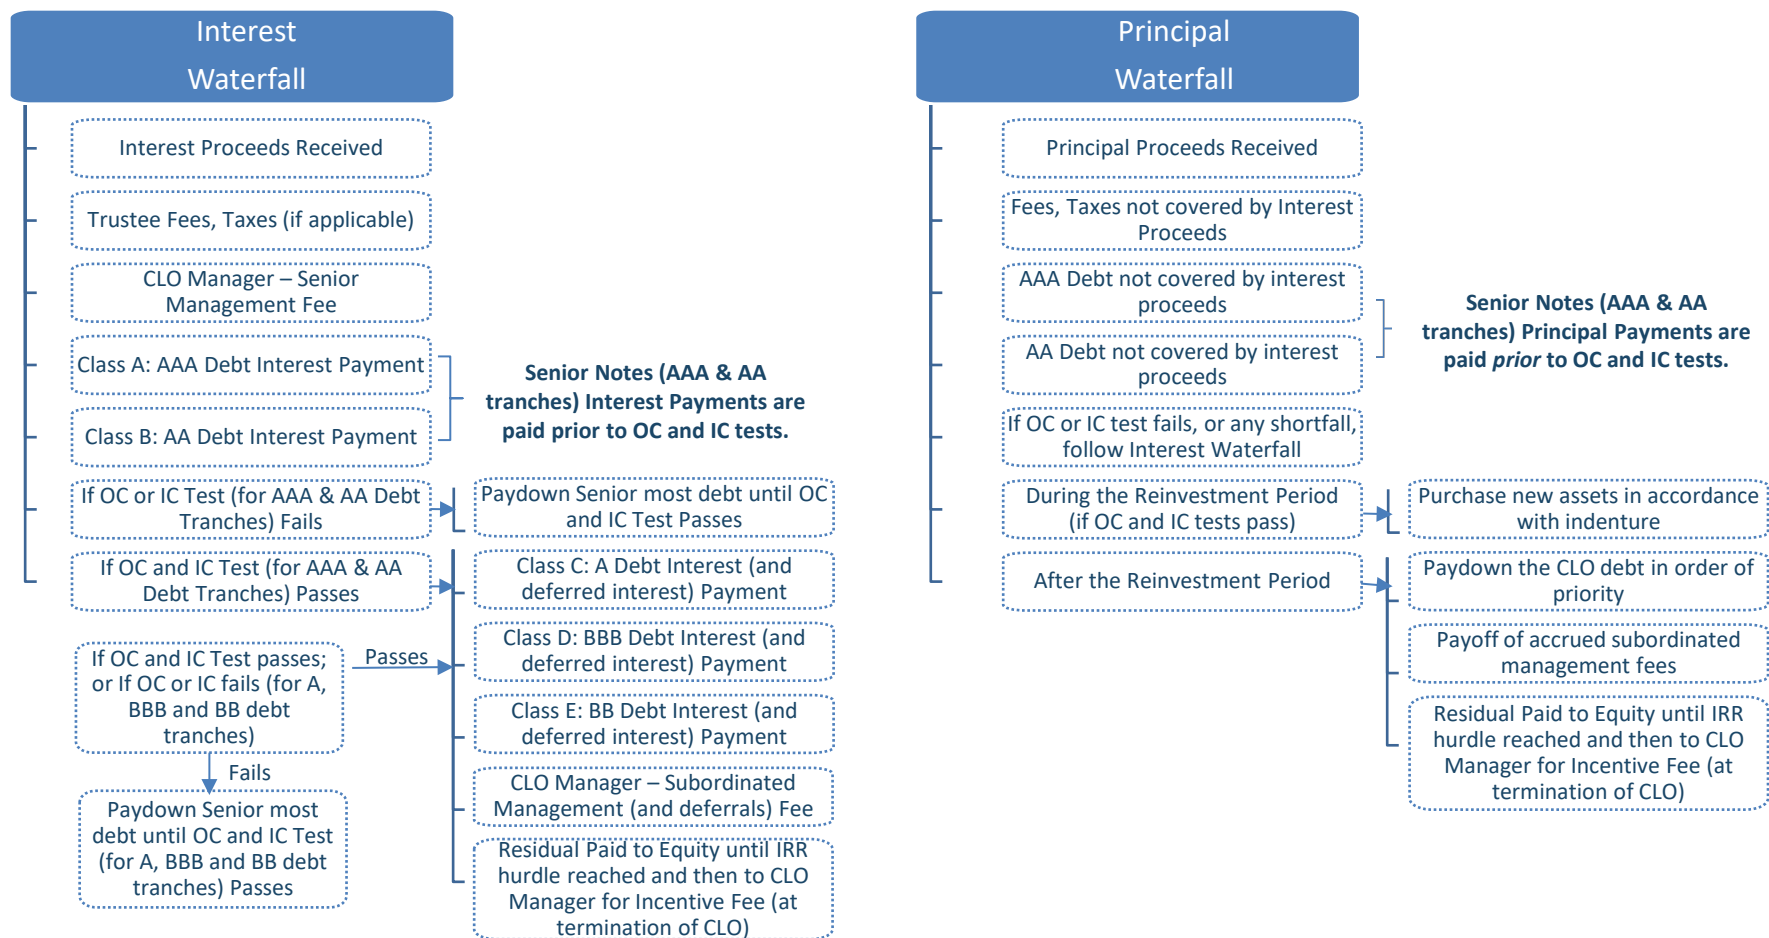 Interest
Waterfall
Interest Proceeds Received
Trustee Fees, Taxes (if applicable)
CLO Manager – Senior
Management Fee
Class A: AAA Debt Interest Payment
Class B: AA Debt Interest Payment
Senior Notes (AAA & AA
tranches) Interest Payments are
paid prior to OC and IC tests.
If OC or IC Test (for AAA & AA Debt
Tranches) Fails
Paydown Senior most debt until OC
and IC Test Passes
If OC and IC Test (for AAA & AA
Debt Tranches) Passes
Class C: A Debt Interest (and
deferred interest) Payment
Class D: BBB Debt Interest (and
deferred interest) Payment
Class E: BB Debt Interest (and
deferred interest) Payment
CLO Manager – Subordinated
Management (and deferrals) Fee
Residual Paid to Equity until IRR
hurdle reached and then to CLO
Manager for Incentive Fee (at
termination of CLO)
If OC and IC Test passes;
or If OC or IC fails (for A,
BBB and BB debt
tranches)
Passes
Fails
Paydown Senior most
debt until OC and IC Test
(for A, BBB and BB debt
tranches) Passes
Principal
Waterfall
Principal Proceeds Received
Fees, Taxes not covered by Interest
Proceeds
AAA Debt not covered by interest
proceeds
AA Debt not covered by interest
proceeds
Senior Notes (AAA & AA
tranches) Principal Payments are
paid prior to OC and IC tests.
If OC or IC test fails, or any shortfall,
follow Interest Waterfall
During the Reinvestment Period
(if OC and IC tests pass)
Purchase new assets in accordance
with indenture
After the Reinvestment Period
Paydown the CLO debt in order of
priority
Payoff of accrued subordinated
management fees
Residual Paid to Equity until IRR
hurdle reached and then to CLO
Manager for Incentive Fee (at
termination of CLO)